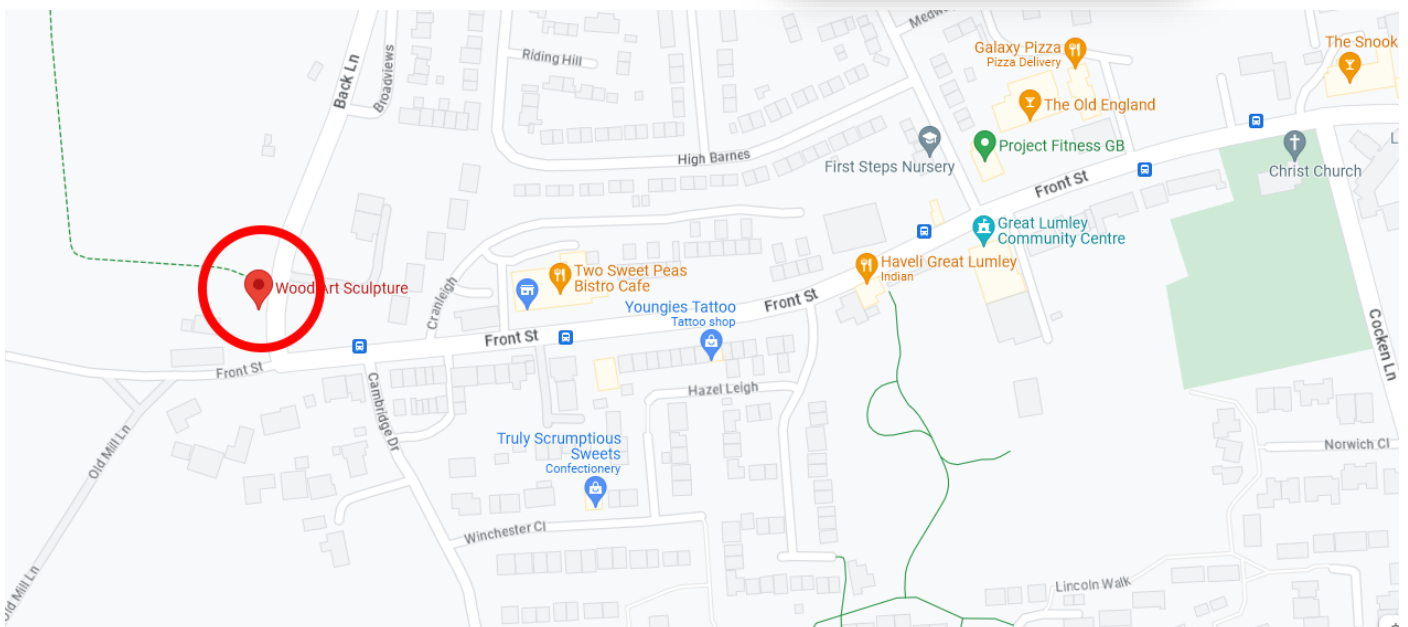 Medw
Galaxy Pizza
Pizza Delivery
The Snook
Riding Hill
Back Ln
Broadviews
The Old England
High Barnes
First Steps Nursery
Project Fitness GB
Front St
Christ Church
L
Great Lumley
Community Centre
Haveli Great Lumley
Indian
Two Sweet Peas
Bistro Cafe
Wood Art Sculpture
Cranleigh
Youngies Tattoo
Tattoo shop
Front St
Front St
Front St
Cocken Ln
Hazel Leigh
Cambridge Dr
Old Mill Ln
Truly Scrumptious
Sweets
Confectionery
Norwich Cl
Winchester Cl
Old Mill Ln
Lincoln Walk